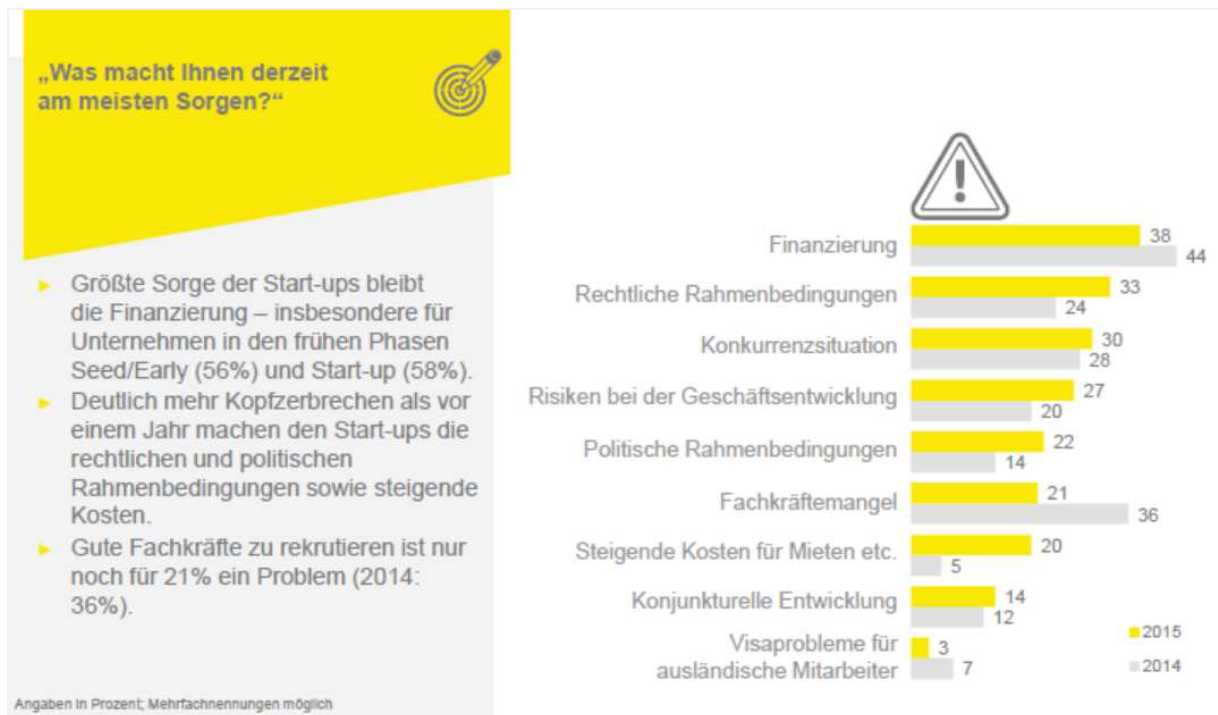 „Was macht Ihnen derzeit
am meisten Sorgen?“
► Größte Sorge der Start-ups bleibt
die Finanzierung – insbesondere für
Unternehmen in den frühen Phasen
Seed/Early (56%) und Start-up (58%).
► Deutlich mehr Kopfzerbrechen als vor
einem Jahr machen den Start-ups die
rechtlichen und politischen
Rahmenbedingungen sowie steigende
Kosten.
► Gute Fachkräfte zu rekrutieren ist nur
noch für 21% ein Problem (2014:
36%).
Angaben in Prozent; Mehrfachnennungen möglich
!
Finanzierung 38
44
Rechtliche Rahmenbedingungen 33
24
Konkurrenzsituation 30
28
Risiken bei der Geschäftsentwicklung 27
20
Politische Rahmenbedingungen 22
14
Fachkräftemangel 21
36
Steigende Kosten für Mieten etc. 20
5
Konjunkturelle Entwicklung 14
12
Visaprobleme für 3
ausländische Mitarbeiter 7
2015
2014